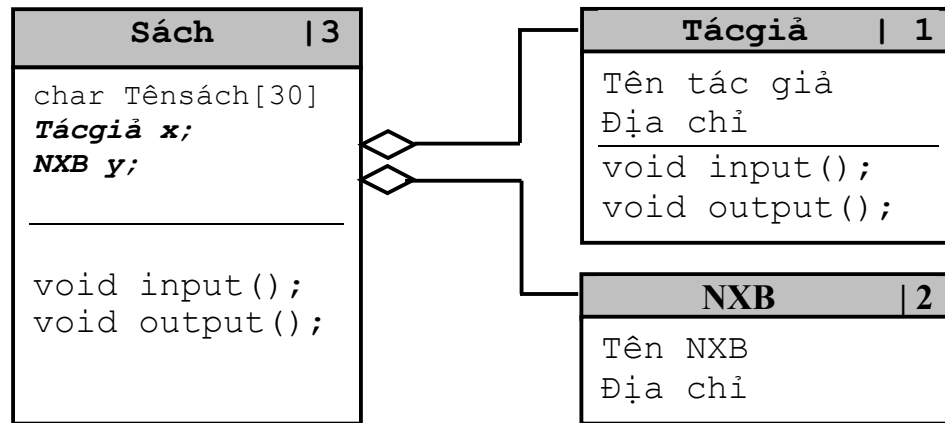 Sách |3
char Tênsách[30]
Tácgiả x;
NXB y;
void input();
void output();
Tácgiả | 1
Tên tác giả
Địa chỉ
void input();
void output();
NXB |2
Tên NXB
Địa chỉ